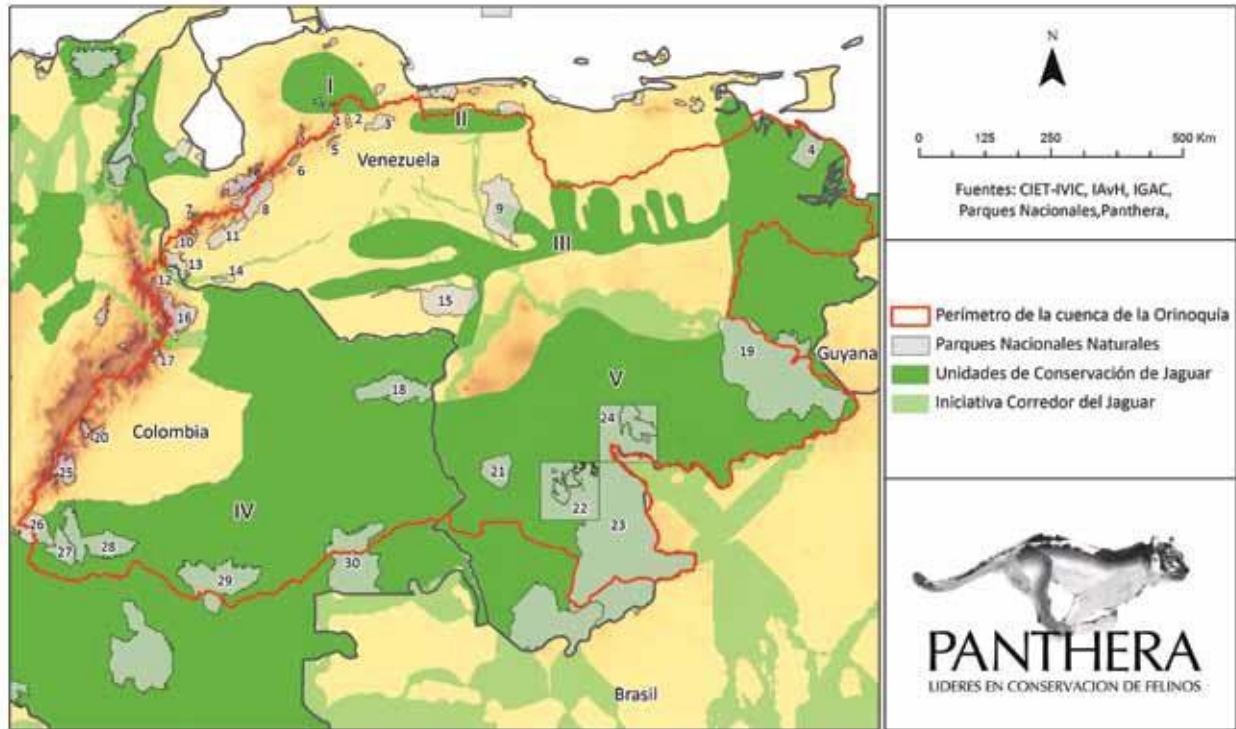 I
II
III
IV
V
Venezuela
Colombia
Guyana
Brasil
1
2
3
4
5
6
7
8
9
10
11
12
13
14
15
16
17
18
19
20
21
22
23
24
25
26
27
28
29
30
N
0 125 250 500 Km
Fuentes: CIET-IVIC, IAvH, IGAC,
Parques Nacionales,Panthera,
Perímetro de la cuenca de la Orinoquía
Parques Nacionales Naturales
Unidades de Conservación de Jaguar
Iniciativa Corredor del Jaguar
PANTHERA
LIDERES EN CONSERVACION DE FELINOS